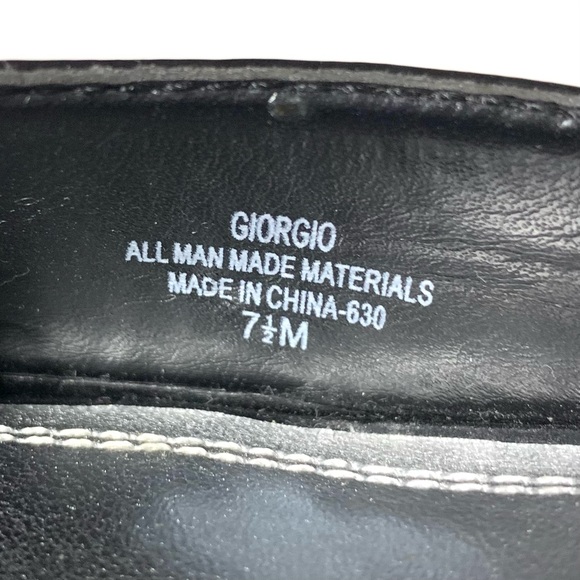 GIORGIO
ALL MAN MADE MATERIALS
MADE IN CHINA-630
7½M